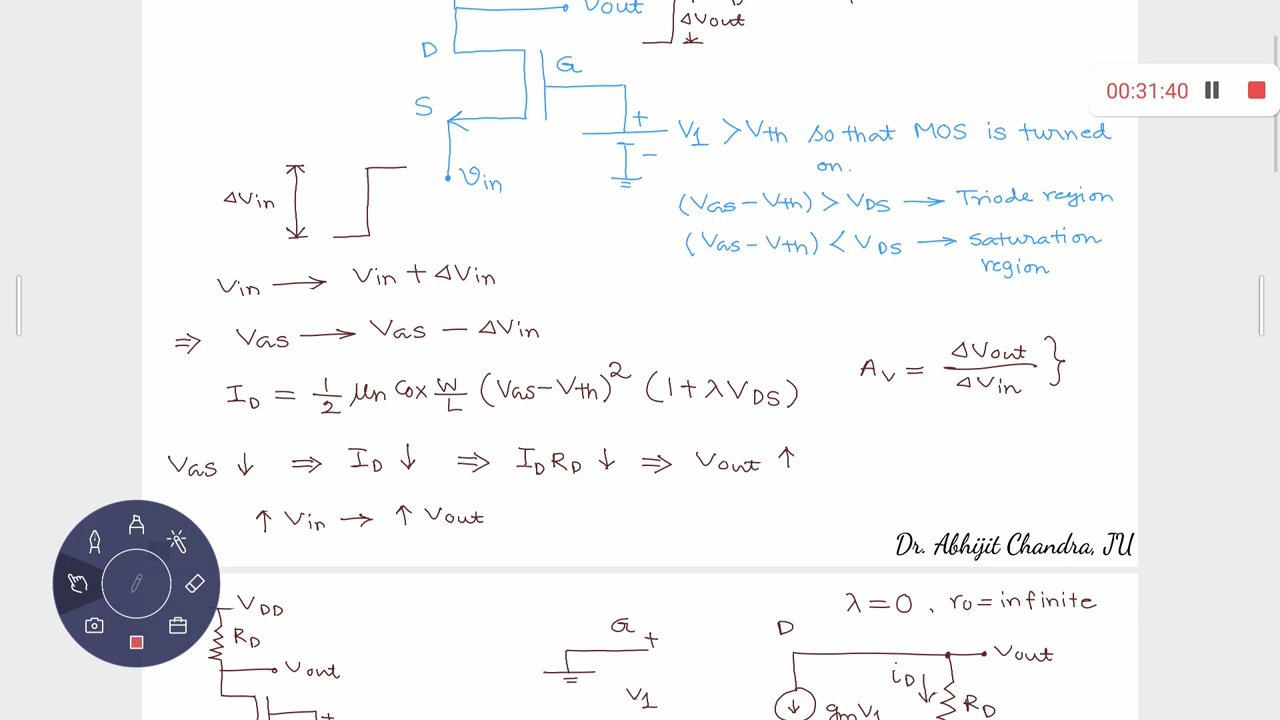 Vout
ΔVout
D
G
S
+
V1 > Vth so that MOS is turned
on.
−
Vin
ΔVin
(VGS − Vth) > VDS → Triode region
(VGS − Vth) < VDS → saturation
region
Vin → Vin + ΔVin
⇒ VGS → VGS − ΔVin
AV = ΔVout / ΔVin }
ID = 1/2 μn Cox W/L (VGS − Vth)² (1 + λVDS)
VGS ↓ ⇒ ID ↓ ⇒ IDRD ↓ ⇒ Vout ↑
↑ Vin → ↑ Vout
Dr. Abhijit Chandra, JU
00:31:40
λ = 0, ro = infinite
VDD
RD
Vout
+
G
+
V1
D
Vout
iD ↓
gmV1
RD